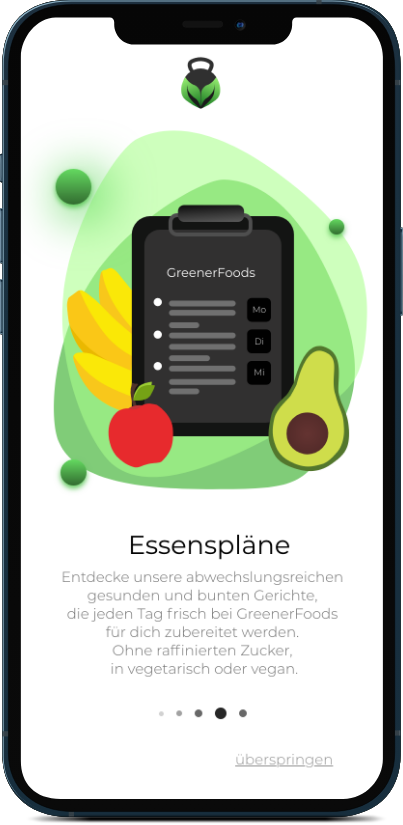 GreenerFoods
Mo
Di
Mi
Essenspläne
Entdecke unsere abwechslungsreichen
gesunden und bunten Gerichte,
die jeden Tag frisch bei GreenerFoods
für dich zubereitet werden.
Ohne raffinierten Zucker,
in vegetarisch oder vegan.
überspringen